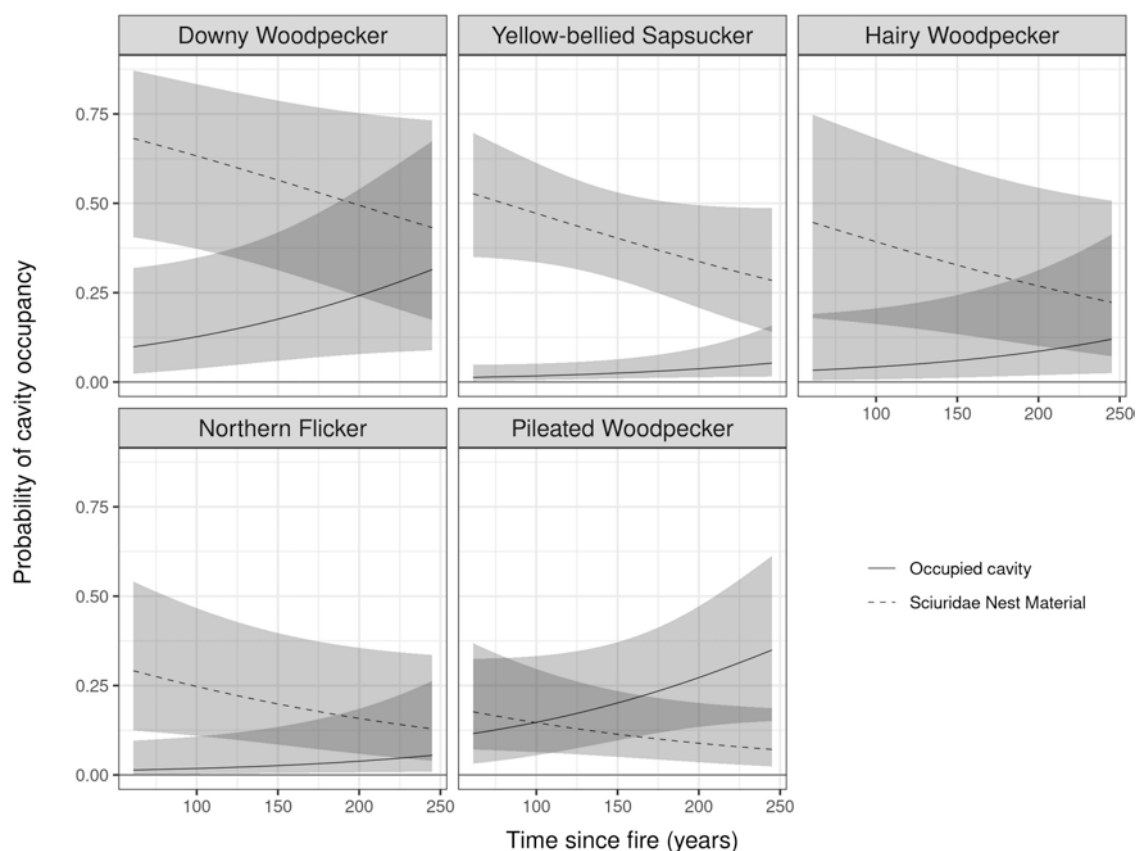 Downy Woodpecker
Yellow-bellied Sapsucker
Hairy Woodpecker
0.75
0.50
0.25
0.00
100
150
200
250
Northern Flicker
Pileated Woodpecker
0.75
0.50
0.25
0.00
100
150
200
250
100
150
200
250
Probability of cavity occupancy
Time since fire (years)
Occupied cavity
Sciuridae Nest Material